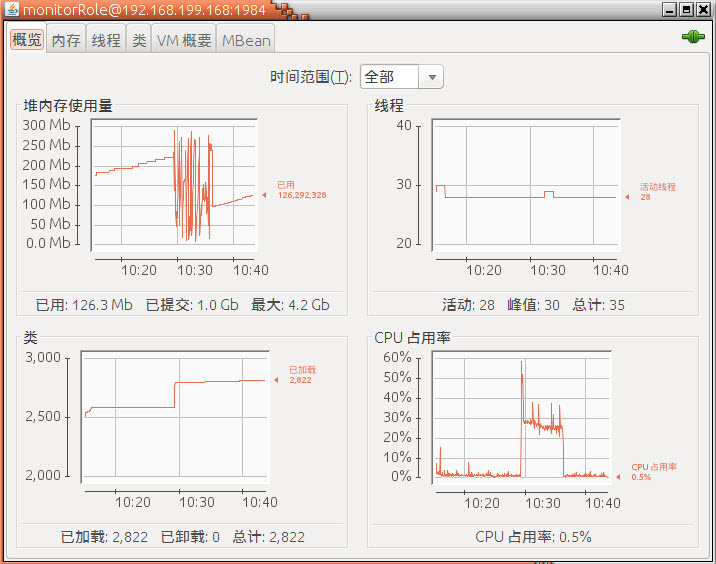 monitorRole@192.168.199.168:1984
概览 内存 线程 类 VM 概要 MBean
时间范围(T): 全部
堆内存使用量
300 Mb
250 Mb
200 Mb
150 Mb
100 Mb
50 Mb
0.0 Mb
已用
126,292,328
10:20 10:30 10:40
已用: 126.3 Mb 已提交: 1.0 Gb 最大: 4.2 Gb
线程
40
30
20
活动线程
28
10:20 10:30 10:40
活动: 28 峰值: 30 总计: 35
类
3,000
2,500
2,000
已加载
2,822
10:20 10:30 10:40
已加载: 2,822 已卸载: 0 总计: 2,822
CPU 占用率
60%
50%
40%
30%
20%
10%
0%
CPU 占用率
0.5%
10:20 10:30 10:40
CPU 占用率: 0.5%